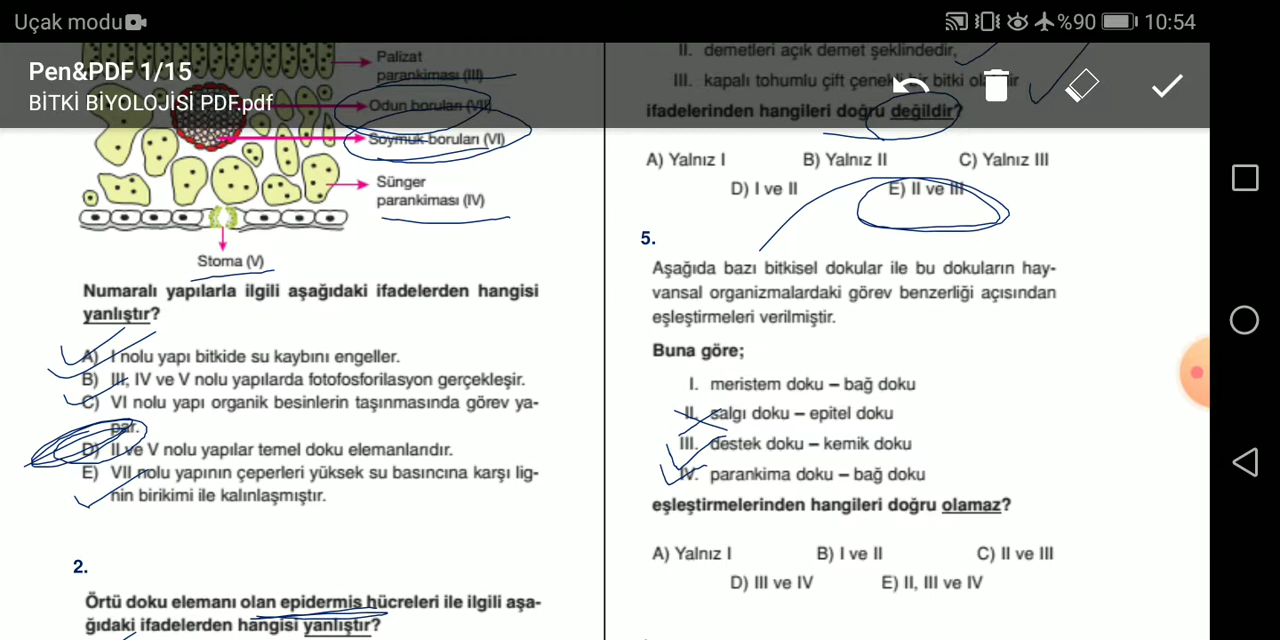 Uçak modu
%90 10:54
Pen&PDF 1/15
BİTKİ BİYOLOJİSİ PDF.pdf
Palizat
parankiması (III)
Odun boruları (VII)
Soymuk boruları (VI)
Sünger
parankiması (IV)
Stoma (V)
Numaralı yapılarla ilgili aşağıdaki ifadelerden hangisi
yanlıştır?
A) I nolu yapı bitkide su kaybını engeller.
B) III, IV ve V nolu yapılarda fotofosforilasyon gerçekleşir.
C) VI nolu yapı organik besinlerin taşınmasında görev ya-
par.
D) II ve V nolu yapılar temel doku elemanlarıdır.
E) VII nolu yapının çeperleri yüksek su basıncına karşı lig-
nin birikimi ile kalınlaşmıştır.
2.
Örtü doku elemanı olan epidermis hücreleri ile ilgili aşa-
ğıdaki ifadelerden hangisi yanlıştır?
II. demetleri açık demet şeklindedir,
III. kapalı tohumlu çift çenekli bir bitki
ifadelerinden hangileri doğru değildir?
A) Yalnız I B) Yalnız II C) Yalnız III
D) I ve II E) II ve III
5.
Aşağıda bazı bitkisel dokular ile bu dokuların hay-
vansal organizmalardaki görev benzerliği açısından
eşleştirmeleri verilmiştir.
Buna göre;
I. meristem doku – bağ doku
II. salgı doku – epitel doku
III. destek doku – kemik doku
IV. parankima doku – bağ doku
eşleştirmelerinden hangileri doğru olamaz?
A) Yalnız I B) I ve II C) II ve III
D) III ve IV E) II, III ve IV